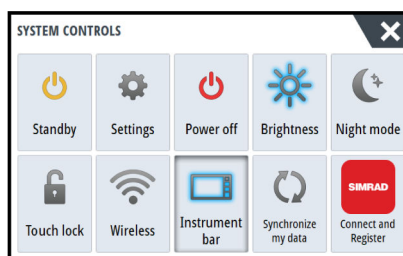 SYSTEM CONTROLS
Standby
Settings
Power off
Brightness
Night mode
SIMRAD
Touch lock
Wireless
Instrument
bar
Synchronize
my data
Connect and
Register